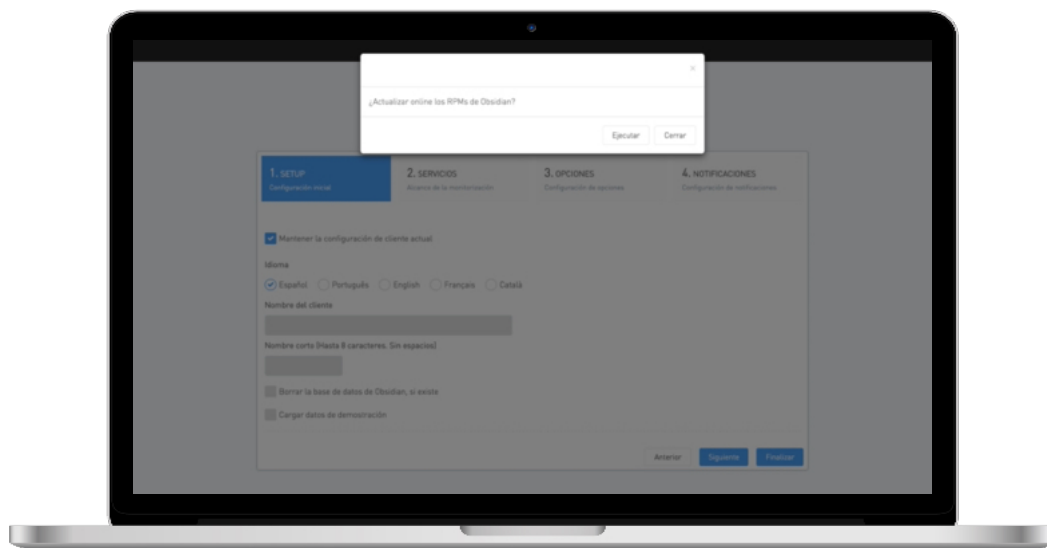 ×
¿Actualizar online los RPMs de Obsidian?
Ejecutar Cerrar
1. SETUP
Configuración inicial
2. SERVICIOS
Alcance de la monitorización
3. OPCIONES
Configuración de opciones
4. NOTIFICACIONES
Configuración de notificaciones
Mantener la configuración de cliente actual
Idioma
Español Português English Français Català
Nombre del cliente
Nombre corto (Hasta 8 caracteres. Sin espacios)
Borrar la base de datos de Obsidian, si existe
Cargar datos de demostración
Anterior Siguiente Finalizar